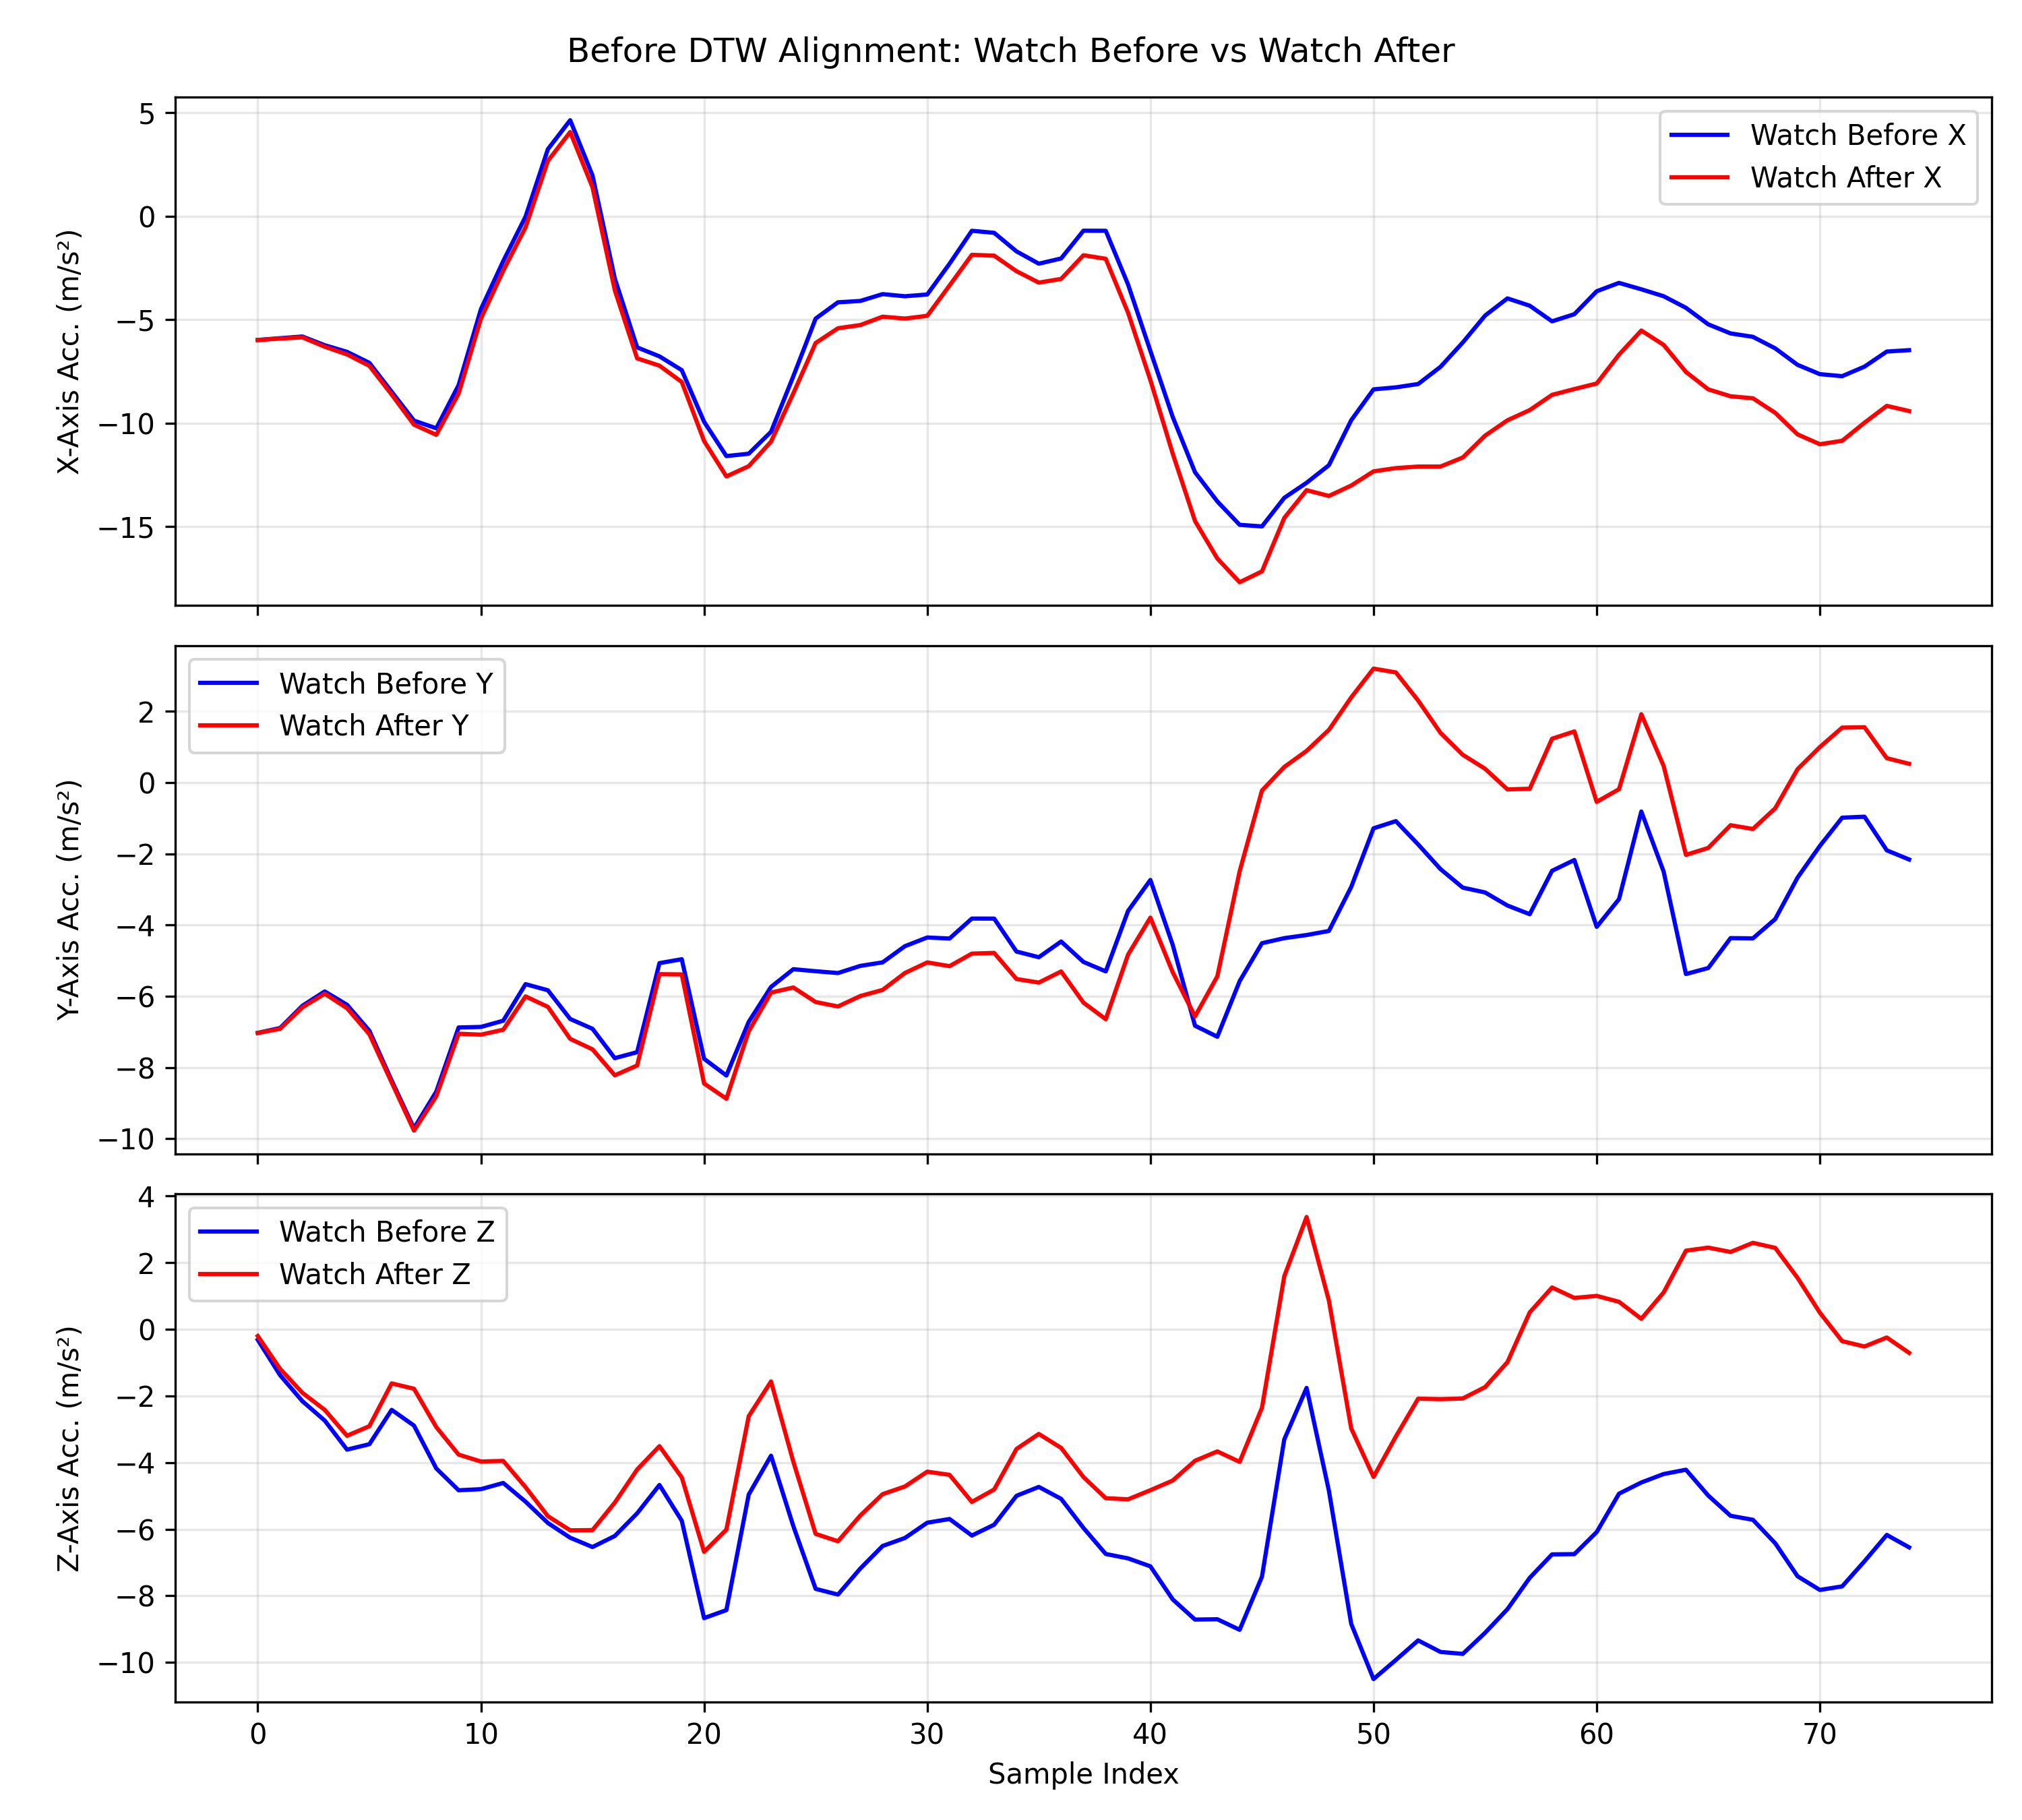 Before DTW Alignment: Watch Before vs Watch After
5
0
−5
−10
−15
X-Axis Acc. (m/s²)
Watch Before X
Watch After X
2
0
−2
−4
−6
−8
−10
Y-Axis Acc. (m/s²)
Watch Before Y
Watch After Y
4
2
0
−2
−4
−6
−8
−10
Z-Axis Acc. (m/s²)
Watch Before Z
Watch After Z
0 10 20 30 40 50 60 70
Sample Index